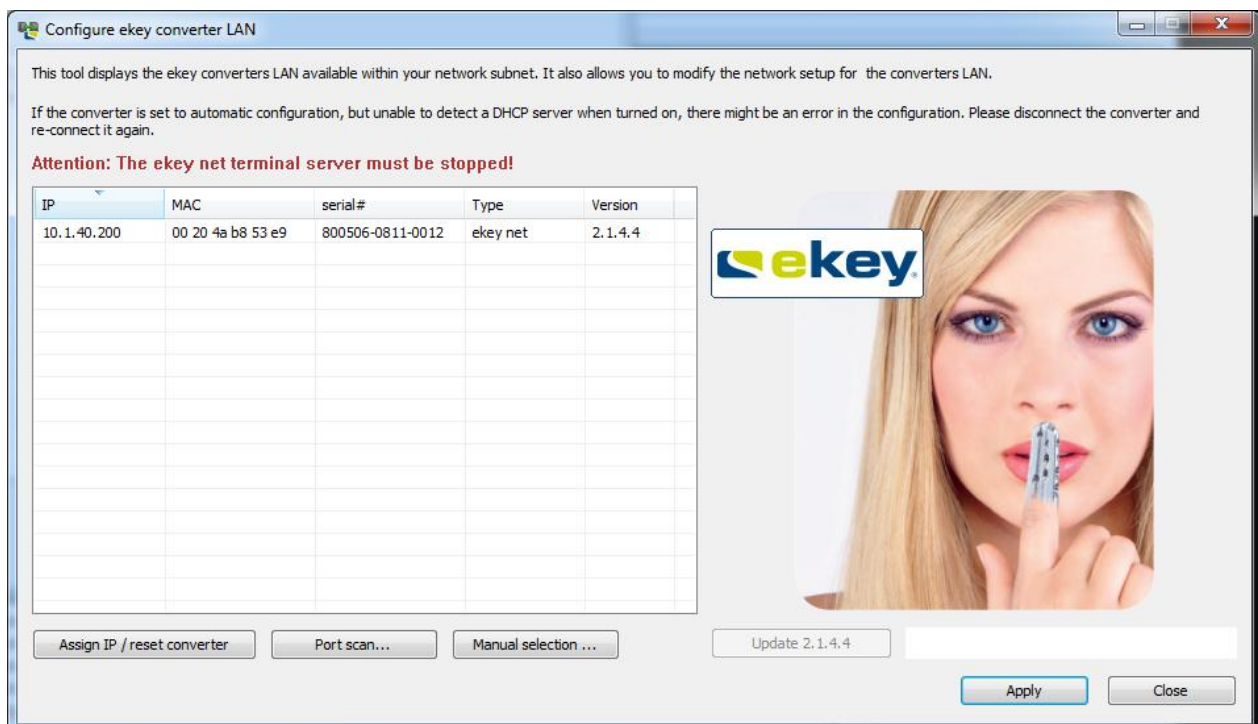 Configure ekey converter LAN
This tool displays the ekey converters LAN available within your network subnet. It also allows you to modify the network setup for the converters LAN.
If the converter is set to automatic configuration, but unable to detect a DHCP server when turned on, there might be an error in the configuration. Please disconnect the converter and
re-connect it again.
Attention: The ekey net terminal server must be stopped!
IP MAC serial# Type Version
10.1.40.200 00 20 4a b8 53 e9 800506-0811-0012 ekey net 2.1.4.4
ekey
Assign IP / reset converter Port scan... Manual selection ... Update 2.1.4.4
Apply Close